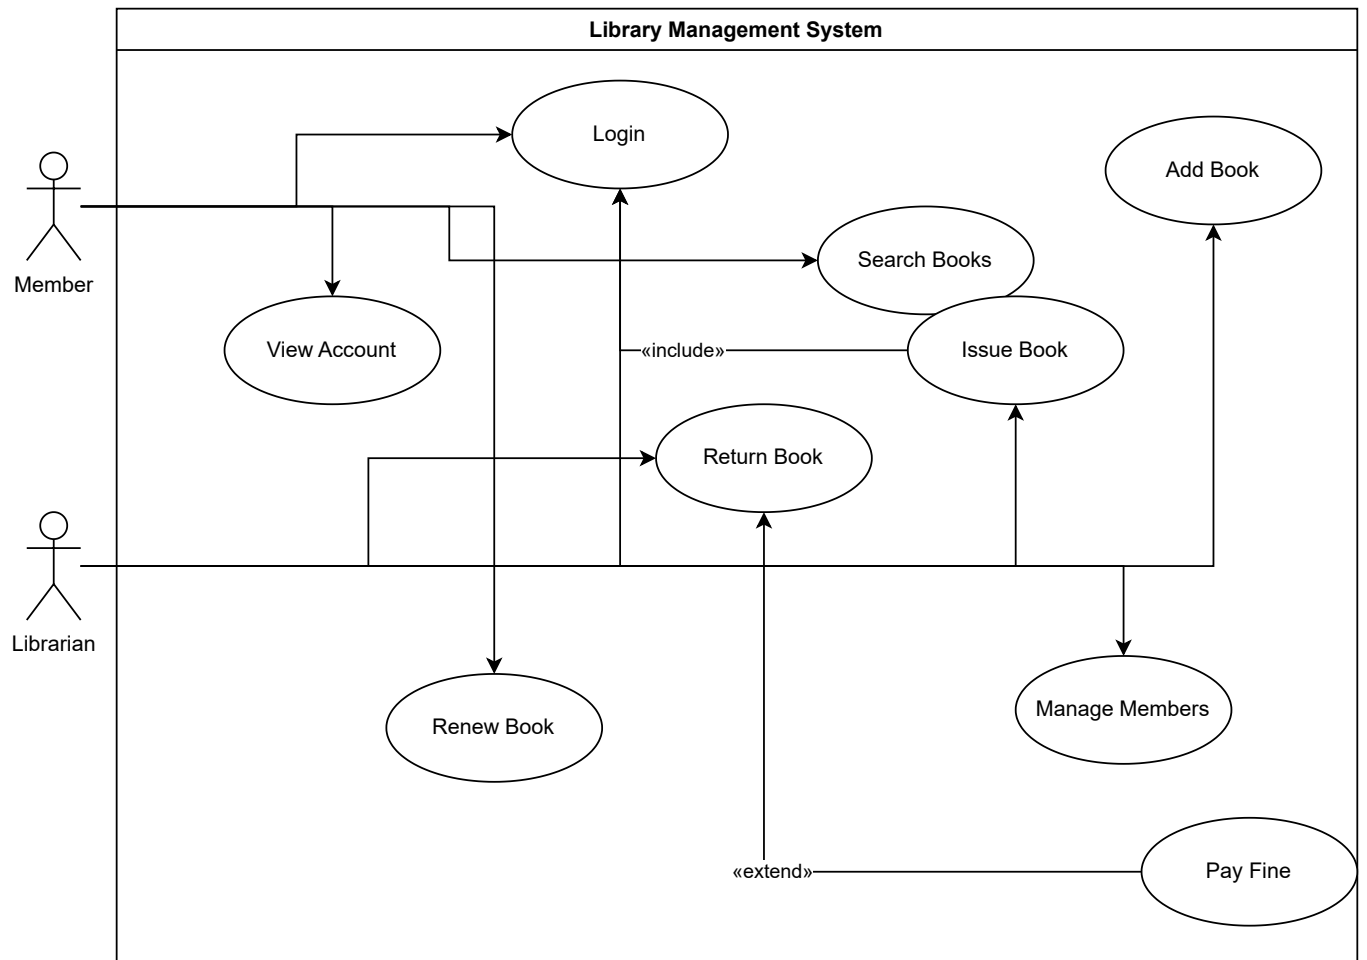 Library Management System
Login
Add Book
Search Books
Member
View Account
«include»
Issue Book
Return Book
Librarian
Renew Book
Manage Members
«extend»
Pay Fine